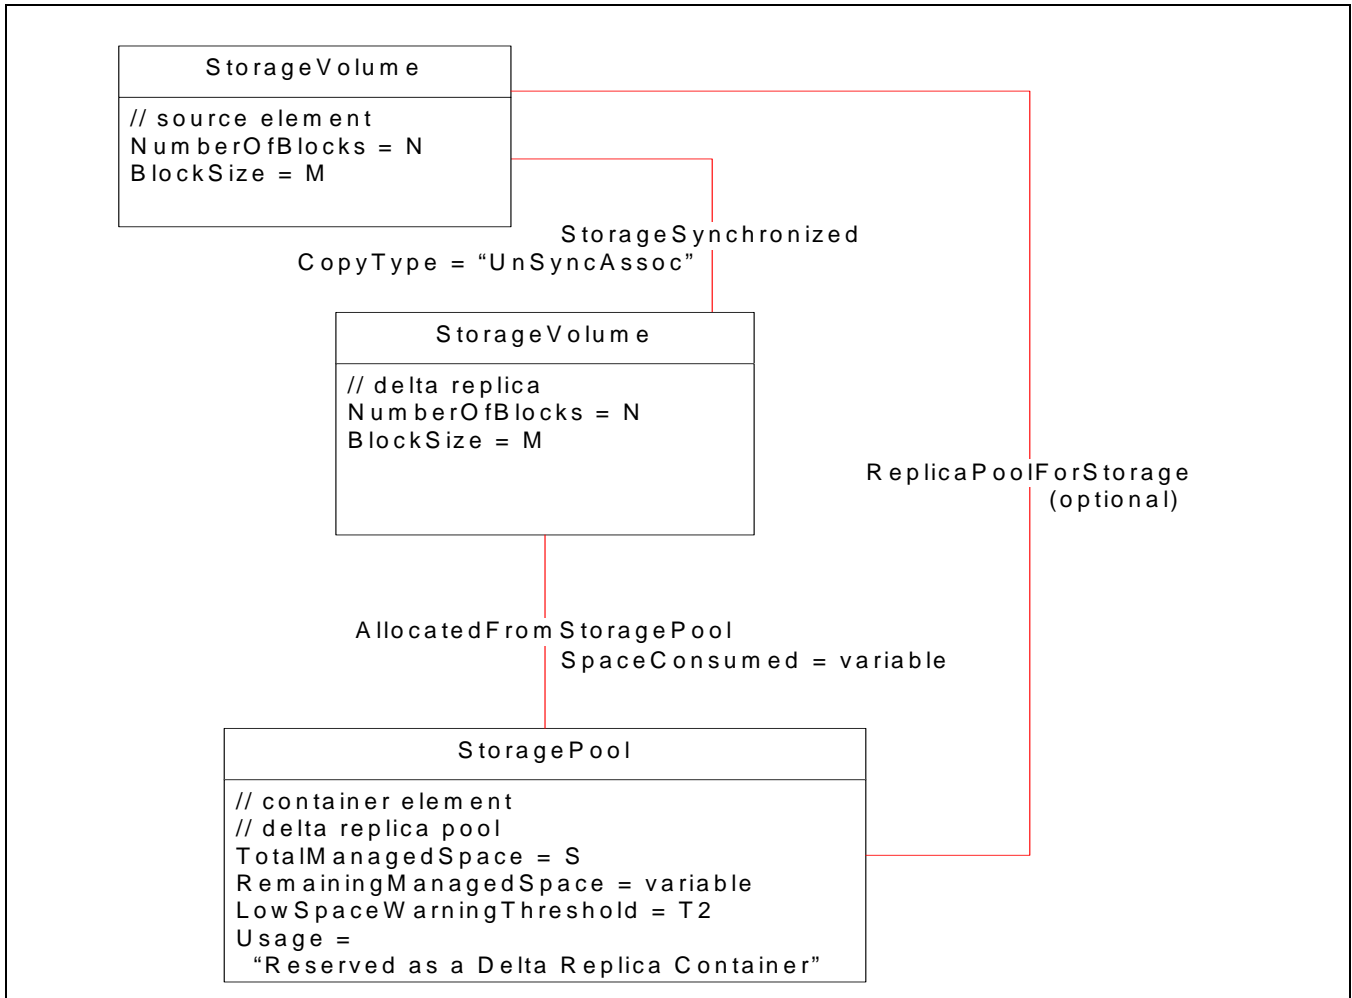 StorageVolume
// source element
NumberOfBlocks = N
BlockSize = M
StorageSynchronized
CopyType = “UnSyncAssoc”
StorageVolume
// delta replica
NumberOfBlocks = N
BlockSize = M
ReplicaPoolForStorage
(optional)
AllocatedFromStoragePool
SpaceConsumed = variable
StoragePool
// container element
// delta replica pool
TotalManagedSpace = S
RemainingManagedSpace = variable
LowSpaceWarningThreshold = T2
Usage =
“Reserved as a Delta Replica Container”